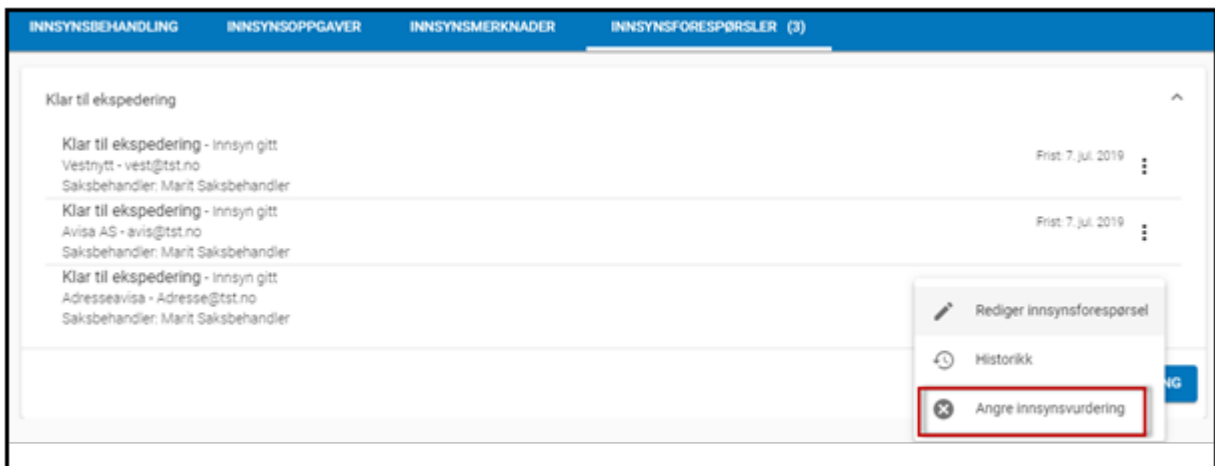 INNSYNSBEHANDLING INNSYNSOPPGAVER INNSYNSMERKNADER INNSYNSFORESPØRSLER (3)
Klar til ekspedering
Klar til ekspedering - Innsyn gitt
Vestnytt - vest@tst.no
Saksbehandler: Marit Saksbehandler
Frist: 7. jul. 2019
Klar til ekspedering - Innsyn gitt
Avisa AS - avis@tst.no
Saksbehandler: Marit Saksbehandler
Frist: 7. jul. 2019
Klar til ekspedering - Innsyn gitt
Adresseavisa - Adresse@tst.no
Saksbehandler: Marit Saksbehandler
Rediger innsynsforespørsel
Historikk
NG
Angre innsynsvurdering